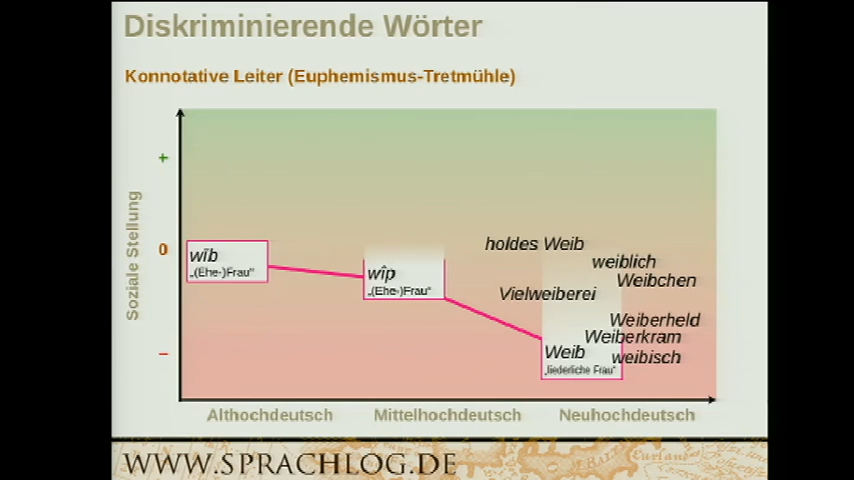 Diskriminierende Wörter
Konnotative Leiter (Euphemismus-Tretmühle)
Soziale Stellung
+
0
–
wīb
„(Ehe-)Frau“
wîp
„(Ehe-)Frau“
holdes Weib
weiblich
Weibchen
Vielweiberei
Weiberheld
Weiberkram
Weib
weibisch
„liederliche Frau“
Althochdeutsch
Mittelhochdeutsch
Neuhochdeutsch
WWW.SPRACHLOG.DE